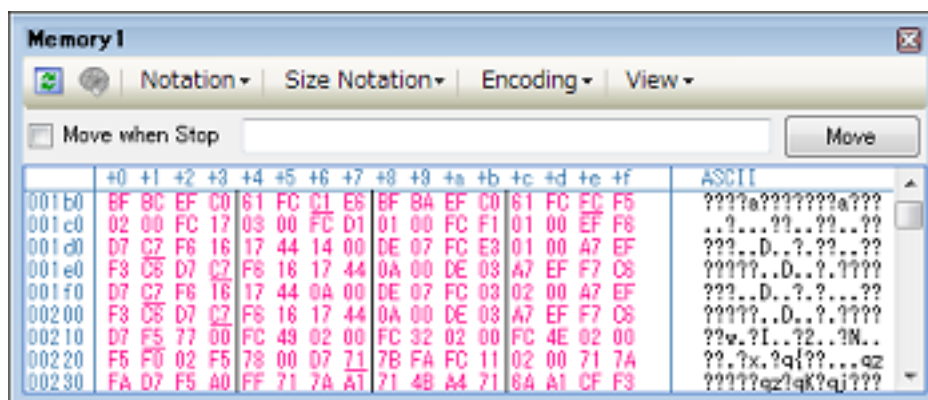 Memory1
Notation Size Notation Encoding View
Move when Stop Move
+0 +1 +2 +3 +4 +5 +6 +7 +8 +9 +a +b +c +d +e +f ASCII
001b0 BF BC EF C0 61 FC C1 E6 BF BA EF C0 61 FC FC F5 ????a???????a???
001c0 02 00 FC 17 03 00 FC D1 01 00 FC F1 01 00 EF F6 ..?...??..??..??
001d0 D7 C7 F6 16 17 44 14 00 DE 07 FC E3 01 00 A7 EF ???..D..?.??..??
001e0 F3 C6 D7 C7 F6 16 17 44 0A 00 DE 03 A7 EF F7 C6 ?????..D..?.????
001f0 D7 C7 F6 16 17 44 0A 00 DE 07 FC 03 02 00 A7 EF ???..D..?.?...??
00200 F3 C6 D7 C7 F6 16 17 44 0A 00 DE 03 A7 EF F7 C6 ?????..D..?.????
00210 D7 F5 77 00 FC 49 02 00 FC 32 02 00 FC 4E 02 00 ??w.?I..?2..?N..
00220 F5 F0 02 F5 78 00 D7 71 7B FA FC 11 02 00 71 7A ??.?x.?q{??...qz
00230 FA D7 F5 A0 FF 71 7A A1 71 4B A4 71 6A A1 CF F3 ?????qz?qK?qj???